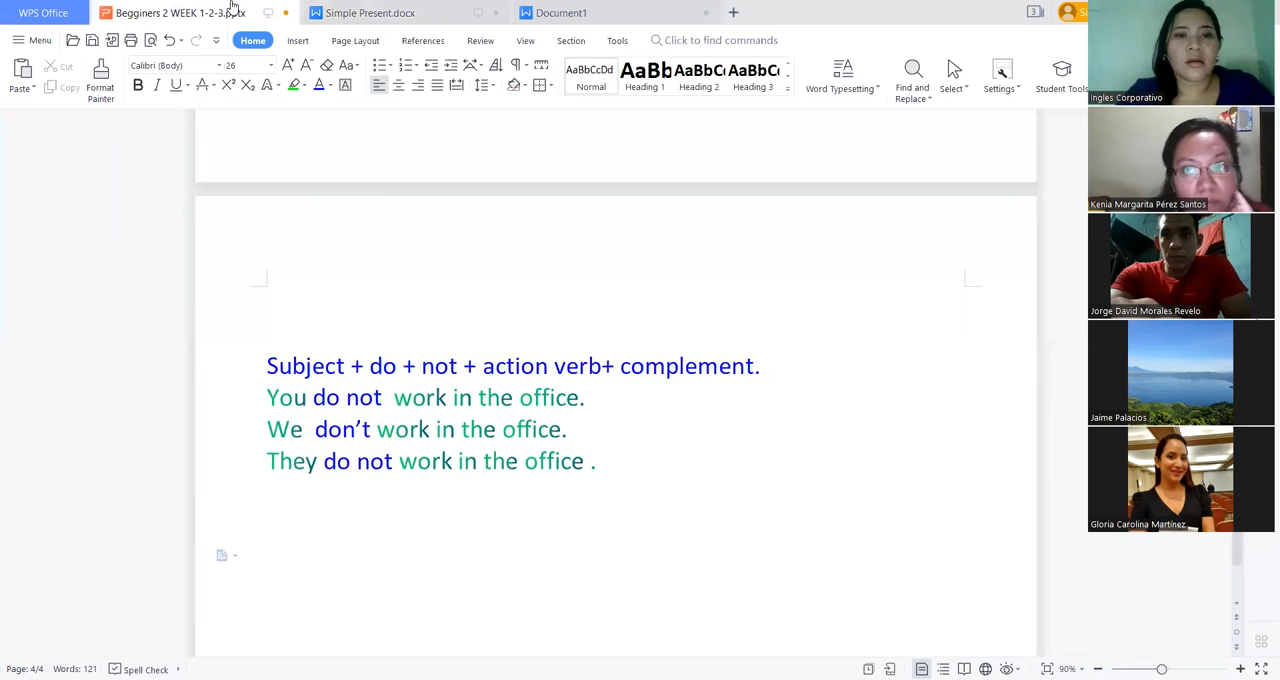 WPS Office
Begginers 2 WEEK 1-2-3.pptx
Simple Present.docx
Document1
3
Menu
Home
Insert
Page Layout
References
Review
View
Section
Tools
Click to find commands
Paste
Cut
Copy
Format Painter
Calibri (Body)
26
AaBbCcDd
Normal
Heading 1
Heading 2
Heading 3
Word Typesetting
Find and Replace
Select
Settings
Student Tools
Ingles Corporativo
Kenia Margarita Pérez Santos
Jorge David Morales Revelo
Jaime Palacios
Gloria Carolina Martínez
Subject + do + not + action verb+ complement.
You do not work in the office.
We don't work in the office.
They do not work in the office .
Page: 4/4
Words: 121
Spell Check
90%